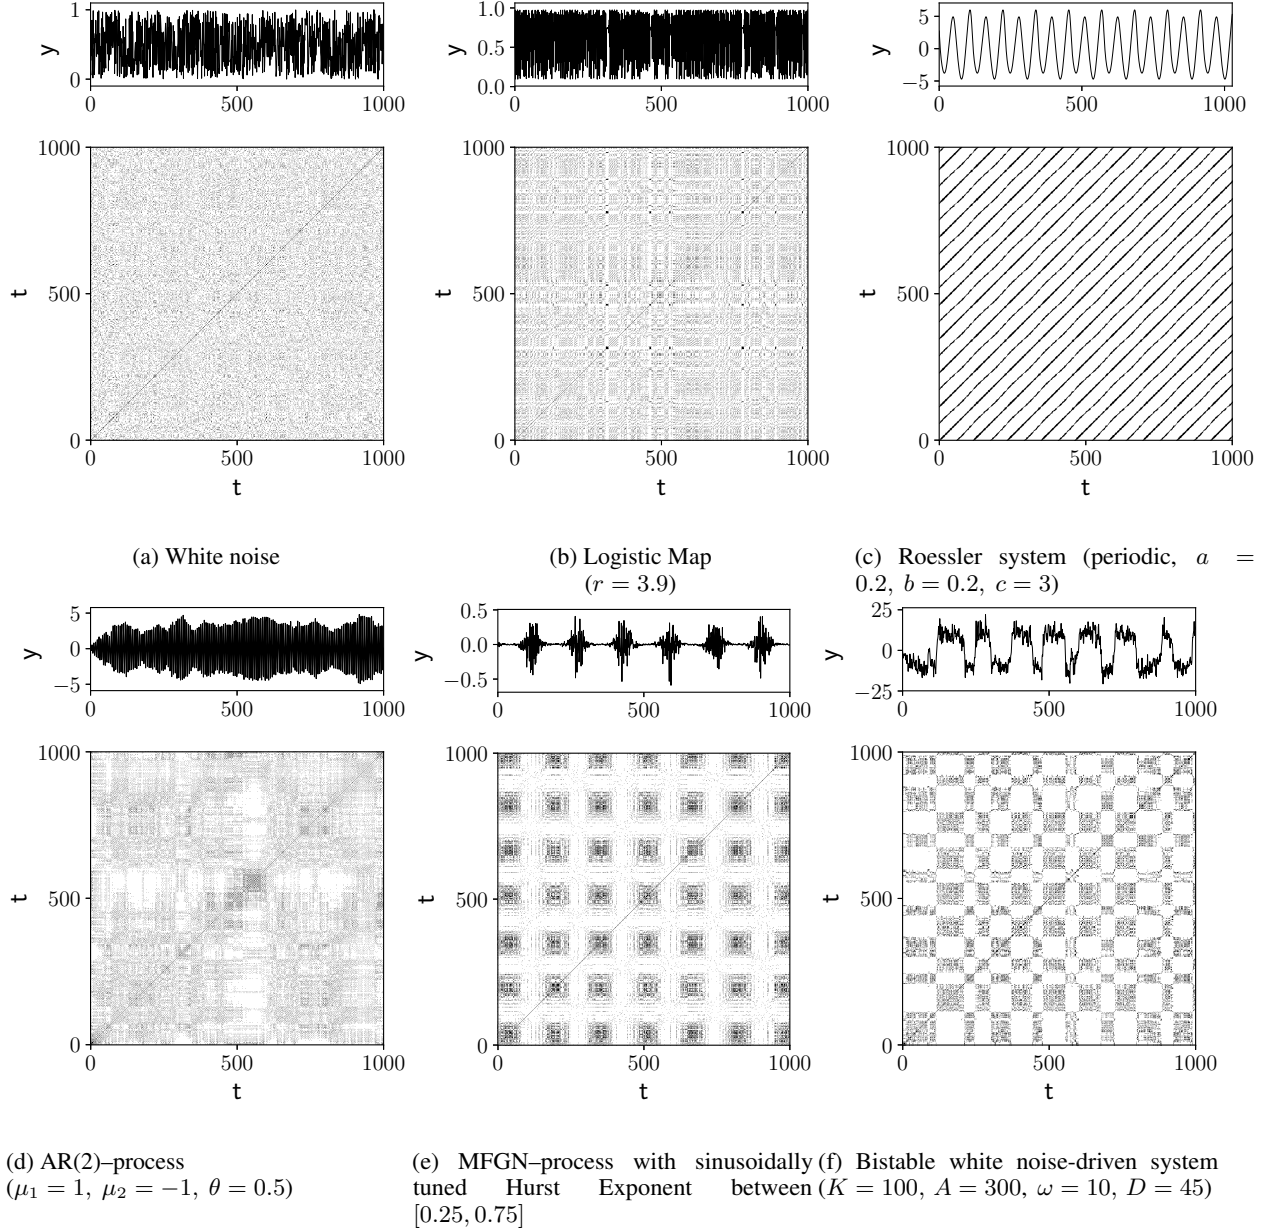 1
0
y
0 500 1000
1.0
0.5
0.0
y
0 500 1000
5
0
−5
y
0 500 1000
1000
500
0
t
0 500 1000
t
1000
500
0
t
0 500 1000
t
1000
500
0
t
0 500 1000
t
(a) White noise
(b) Logistic Map
(r = 3.9)
(c) Roessler system (periodic, a =
0.2, b = 0.2, c = 3)
5
0
−5
y
0 500 1000
0.5
0.0
−0.5
y
0 500 1000
25
0
−25
y
0 500 1000
1000
500
0
t
0 500 1000
t
1000
500
0
t
0 500 1000
t
1000
500
0
t
0 500 1000
t
(d) AR(2)–process
(μ₁ = 1, μ₂ = −1, θ = 0.5)
(e) MFGN–process with sinusoidally
tuned Hurst Exponent between
[0.25, 0.75]
(f) Bistable white noise-driven system
(K = 100, A = 300, ω = 10, D = 45)